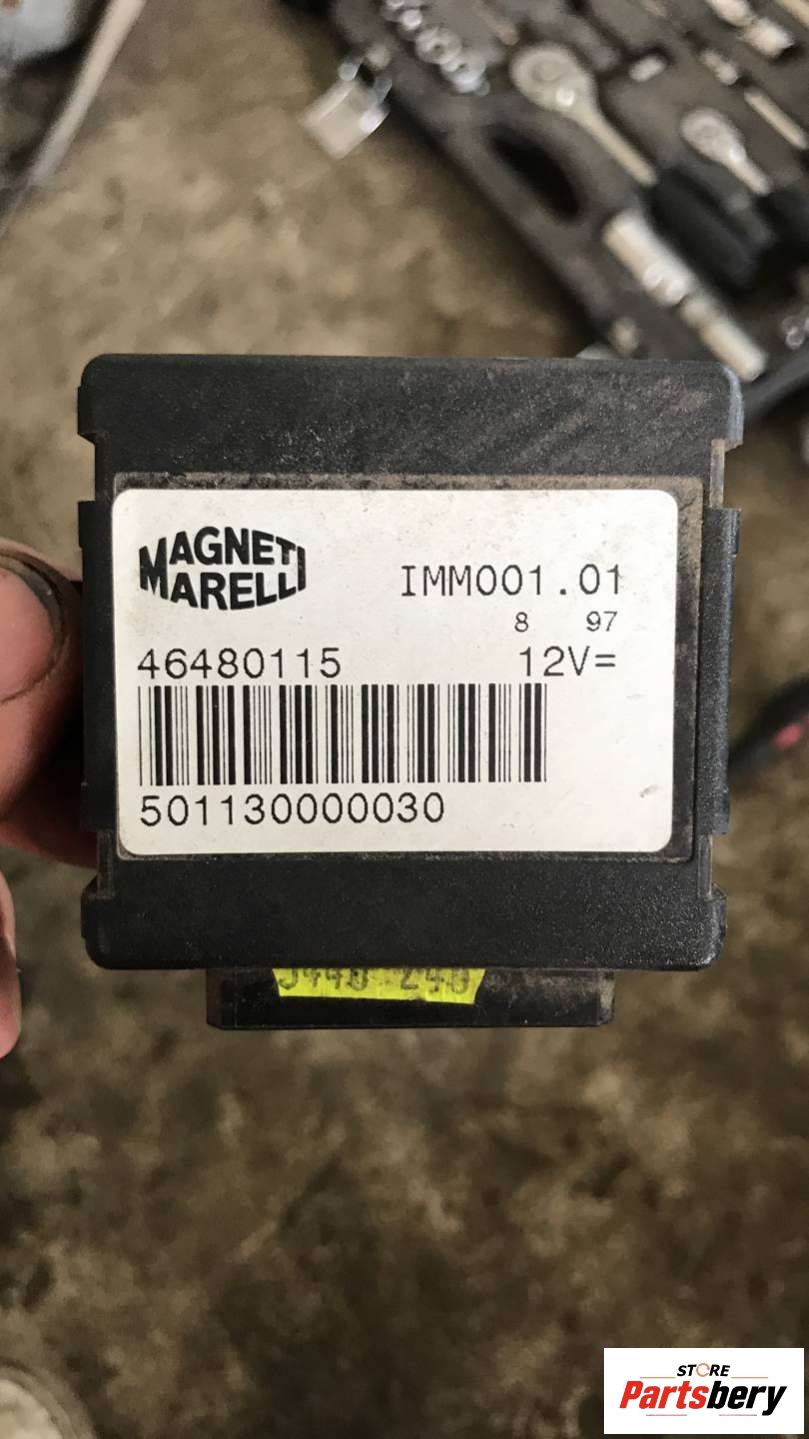 MAGNETI
MARELLI
IMM001.01
8 97
46480115
12V=
501130000030
STORE
Partsbery